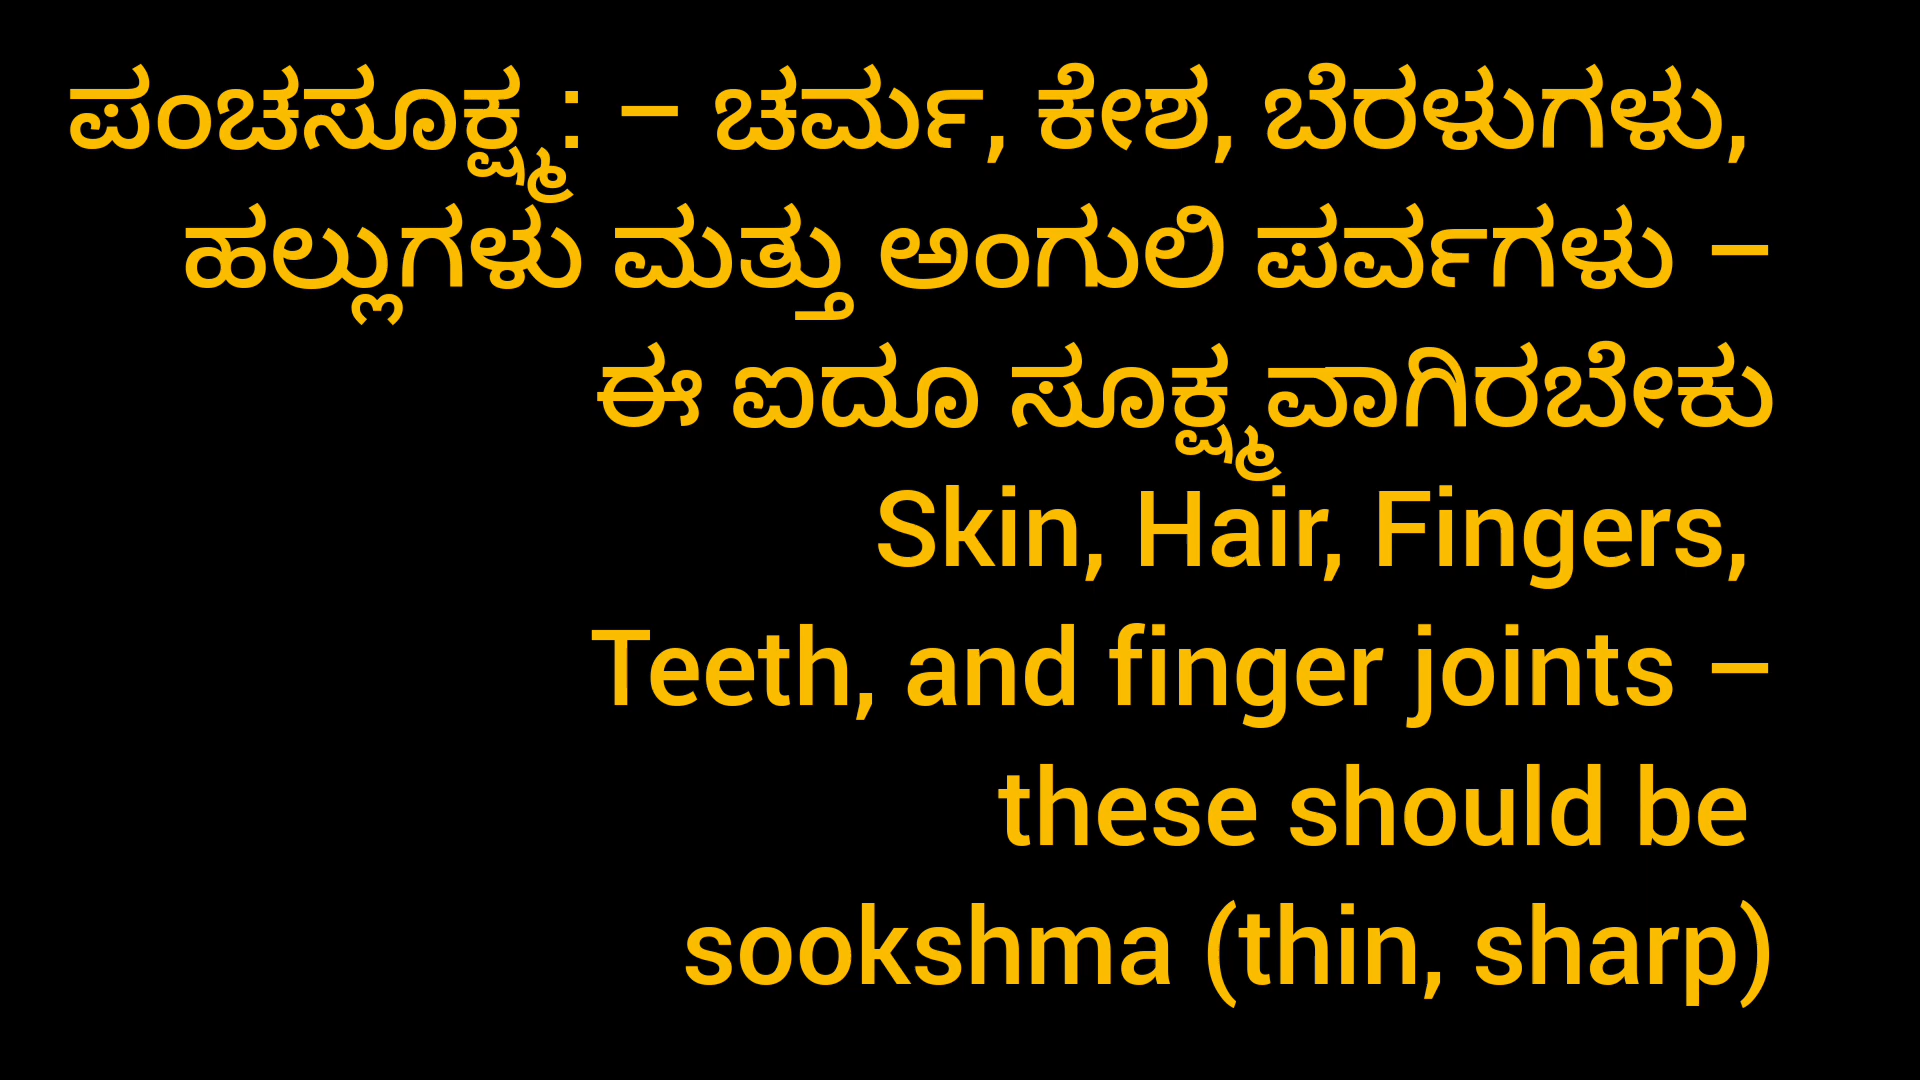 ಪಂಚಸೂಕ್ಷ್ಮ: – ಚರ್ಮ, ಕೇಶ, ಬೆರಳುಗಳು,
ಹಲ್ಲುಗಳು ಮತ್ತು ಅಂಗುಲಿ ಪರ್ವಗಳು –
ಈ ಐದೂ ಸೂಕ್ಷ್ಮವಾಗಿರಬೇಕು
Skin, Hair, Fingers,
Teeth, and finger joints –
these should be
sookshma (thin, sharp)